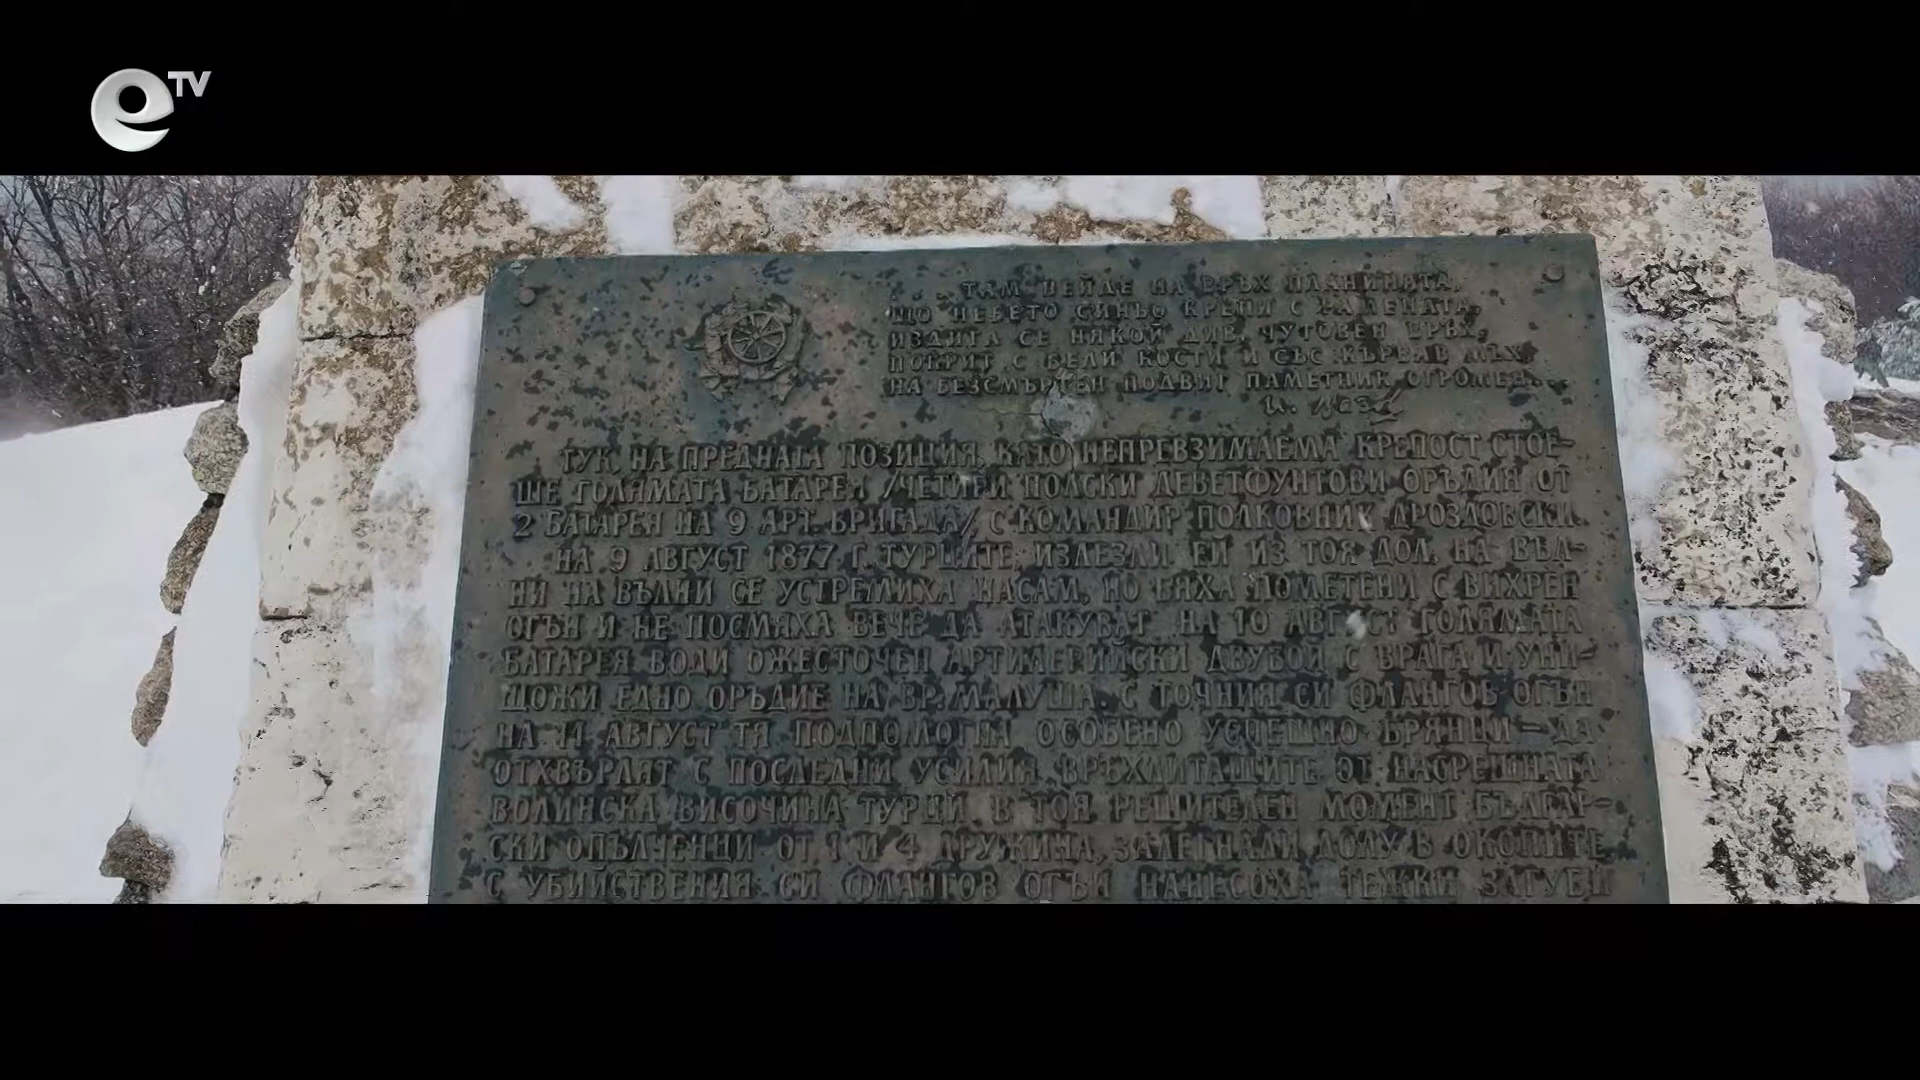 e TV
ТАМ НЕЙДЕ НА ВРЪХ ПЛАНИНАТА,
ЩО НЕБЕТО СИНЬО КРЕПИ С РАМЕНАТА,
ИЗДИГА СЕ НЯКОЙ ДИВ, ЧУТОВЕН ВРЪХ,
ПОКРИТ С БЕЛИ КОСТИ И СЪС КЪРВАВ МЪХ
НА БЕЗСМЪРТЕН ПОДВИГ ПАМЕТНИК ОГРОМЕН...
И. Вазов
ТУК, НА ПРЕДНАТА ПОЗИЦИЯ, КАТО НЕПРЕВЗИМАЕМА КРЕПОСТ СТОЕ-
ШЕ ГОЛЯМАТА БАТАРЕЯ /ЧЕТИРИ ПОЛСКИ ДЕВЕТФУНТОВИ ОРЪДИЯ ОТ
2 БАТАРЕЯ НА 9 АРТ. БРИГАДА/ С КОМАНДИР ПОЛКОВНИК ДРОЗДОВСКИ.
НА 9 АВГУСТ 1877 Г. ТУРЦИТЕ, ИЗЛЕЗЛИ ЕЙ ИЗ ТОЯ ДОЛ, НА ВЪЛ-
НИ НА ВЪЛНИ СЕ УСТРЕМИХА НАСАМ, НО БЯХА ПОМЕТЕНИ С ВИХРЕН
ОГЪН И НЕ ПОСМЯХА ВЕЧЕ ДА АТАКУВАТ. НА 10 АВГУСТ ГОЛЯМАТА
БАТАРЕЯ ВОДИ ОЖЕСТОЧЕН АРТИЛЕРИЙСКИ ДВУБОЙ С ВРАГА И УНИ-
ЩОЖИ ЕДНО ОРЪДИЕ НА ВР. МАЛУША. С ТОЧНИЯ СИ ФЛАНГОВ ОГЪН
НА 11 АВГУСТ ТЯ ПОДПОМОГНА ОСОБЕНО УСПЕШНО БРЯНЦИ – ДА
ОТХВЪРЛЯТ С ПОСЛЕДНИ УСИЛИЯ ВРЪХЛИТАЩИТЕ ОТ НАСРЕЩНАТА
ВОЛИНСКА ВИСОЧИНА ТУРЦИ. В ТОЯ РЕШИТЕЛЕН МОМЕНТ БЪЛГАР-
СКИ ОПЪЛЧЕНЦИ ОТ 1 И 4 ДРУЖИНА, ЗАЛЕГНАЛИ ДОЛУ В ОКОПИТЕ,
С УБИЙСТВЕНИЯ СИ ФЛАНГОВ ОГЪН НАНЕСОХА ТЕЖКИ ЗАГУБИ